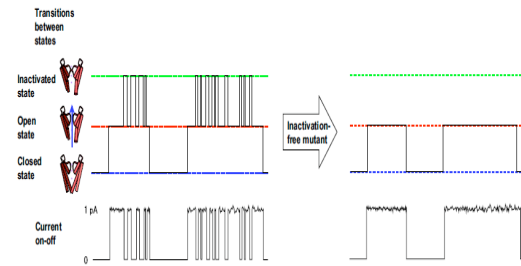 Transitions
between
states
Inactivated
state
Open
state
Closed
state
Inactivation-
free mutant
Current
on-off
1 pA
0